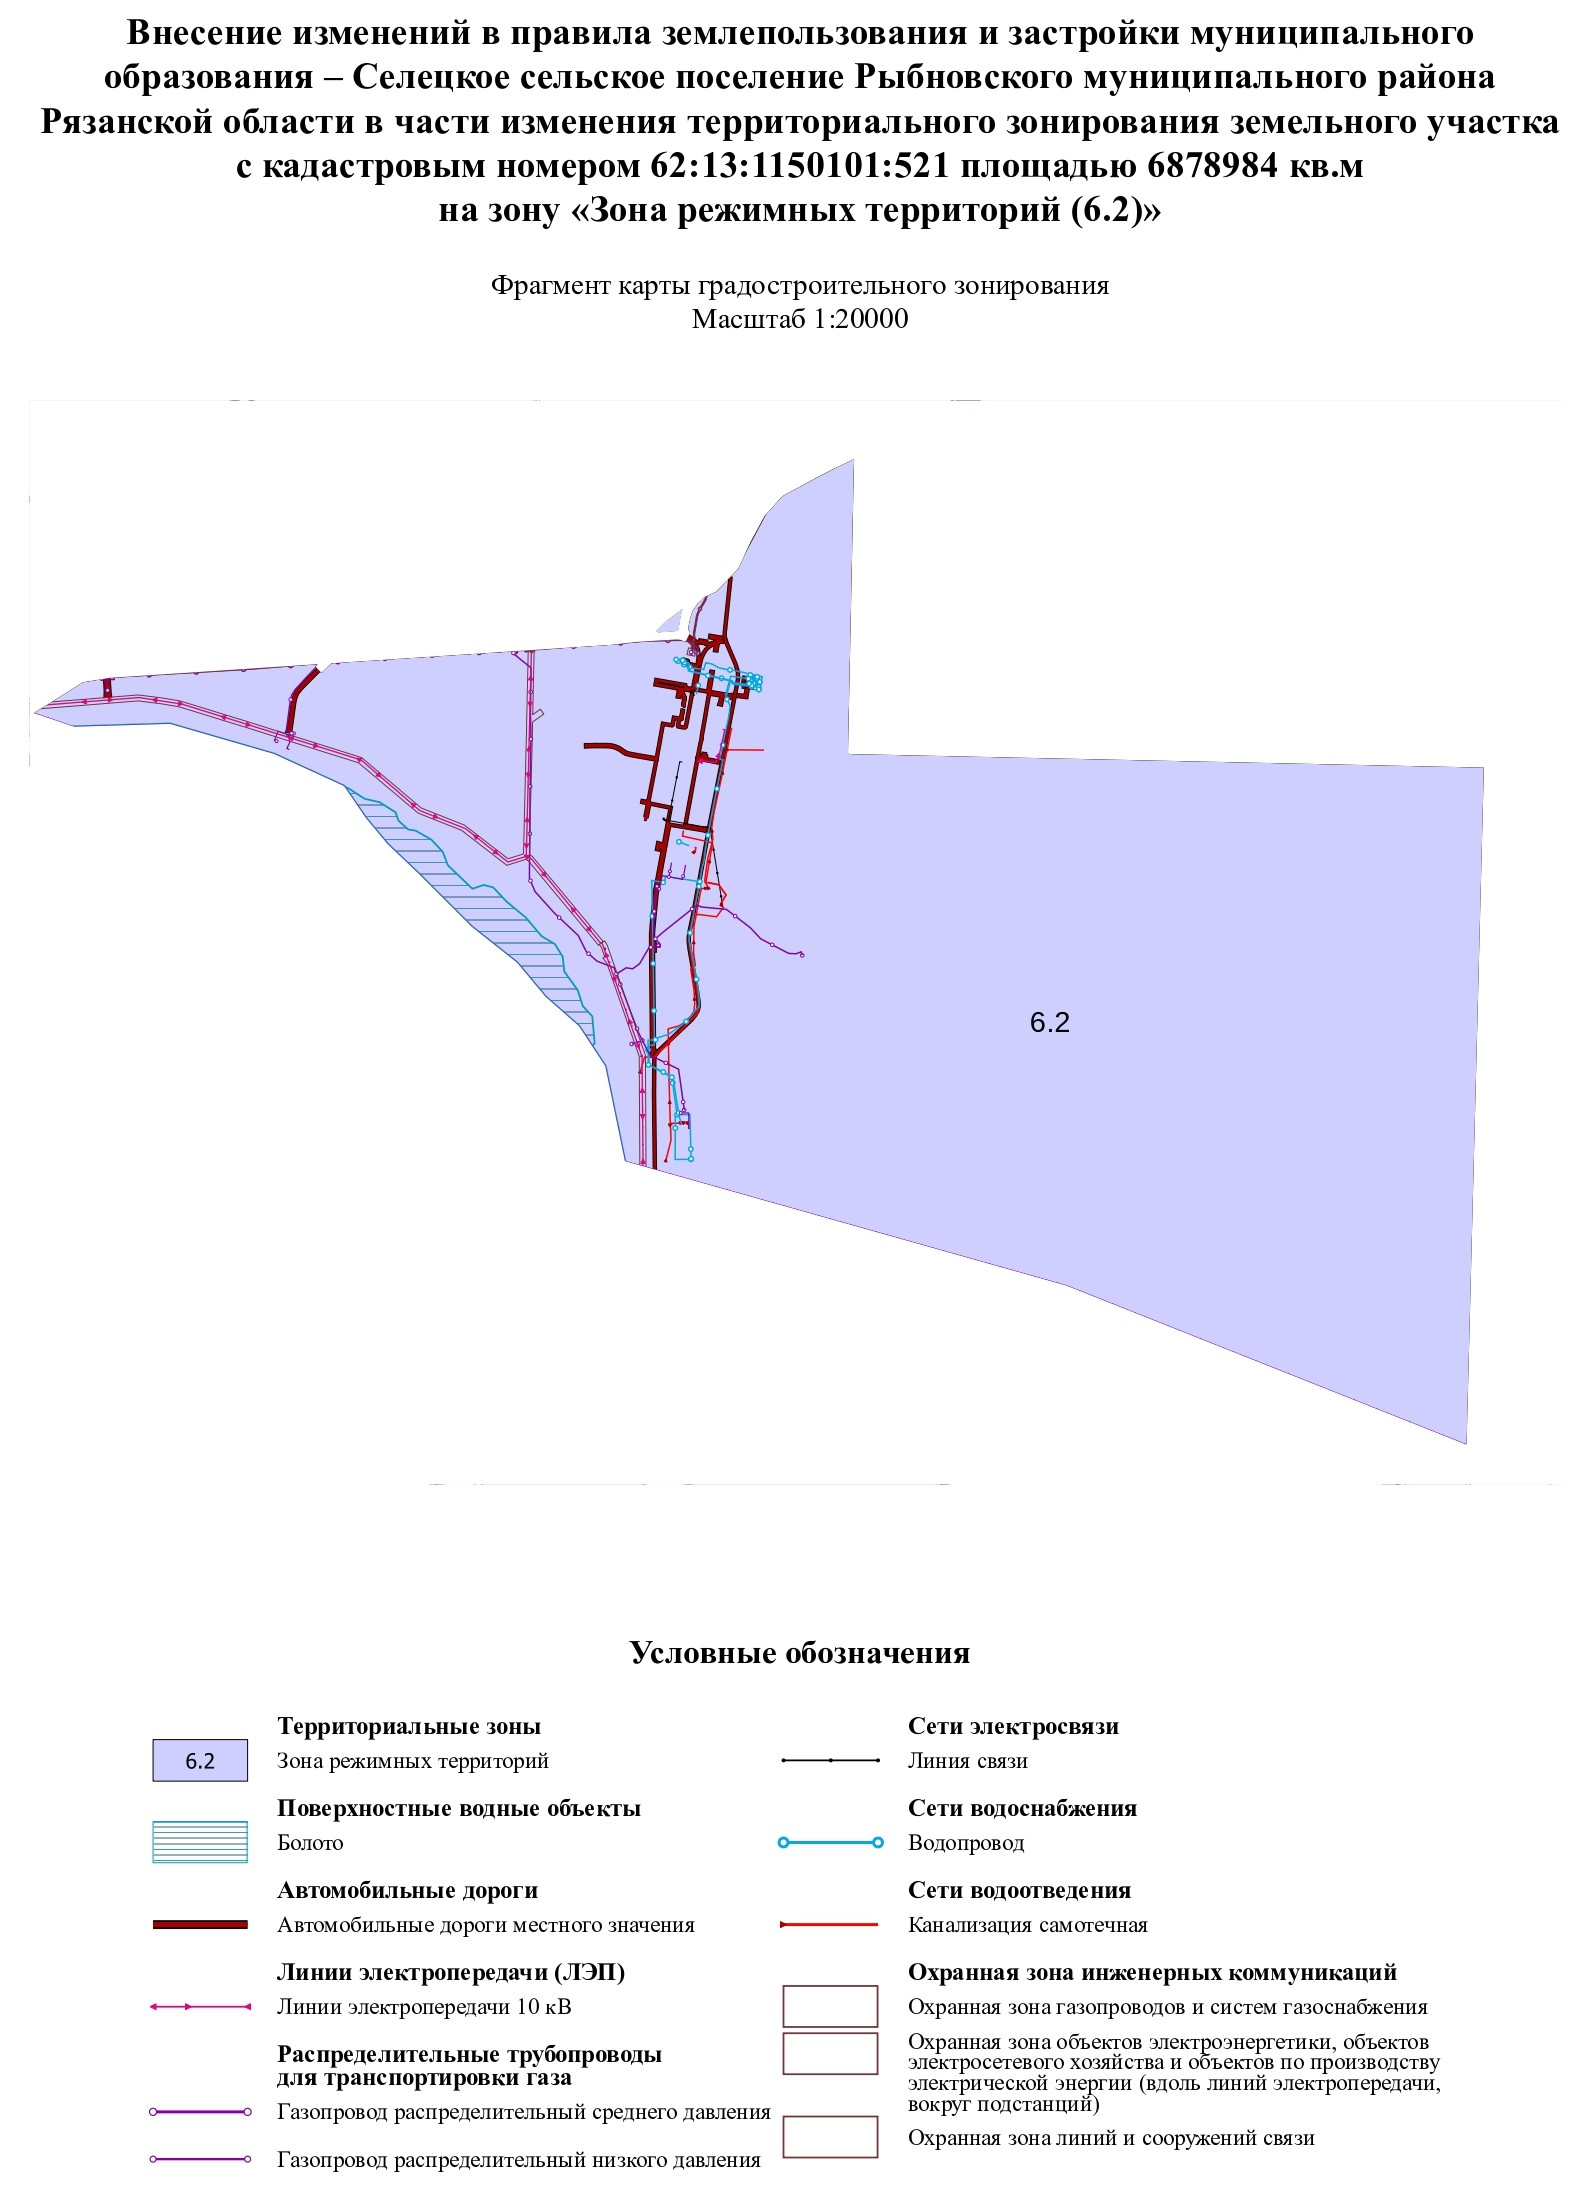 Внесение изменений в правила землепользования и застройки муниципального
образования – Селецкое сельское поселение Рыбновского муниципального района
Рязанской области в части изменения территориального зонирования земельного участка
с кадастровым номером 62:13:1150101:521 площадью 6878984 кв.м
на зону «Зона режимных территорий (6.2)»
Фрагмент карты градостроительного зонирования
Масштаб 1:20000
6.2
Условные обозначения
Территориальные зоны
6.2
Зона режимных территорий
Поверхностные водные объекты
Болото
Автомобильные дороги
Автомобильные дороги местного значения
Линии электропередачи (ЛЭП)
Линии электропередачи 10 кВ
Распределительные трубопроводы
для транспортировки газа
Газопровод распределительный среднего давления
Газопровод распределительный низкого давления
Сети электросвязи
Линия связи
Сети водоснабжения
Водопровод
Сети водоотведения
Канализация самотечная
Охранная зона инженерных коммуникаций
Охранная зона газопроводов и систем газоснабжения
Охранная зона объектов электроэнергетики, объектов
электросетевого хозяйства и объектов по производству
электрической энергии (вдоль линий электропередачи,
вокруг подстанций)
Охранная зона линий и сооружений связи